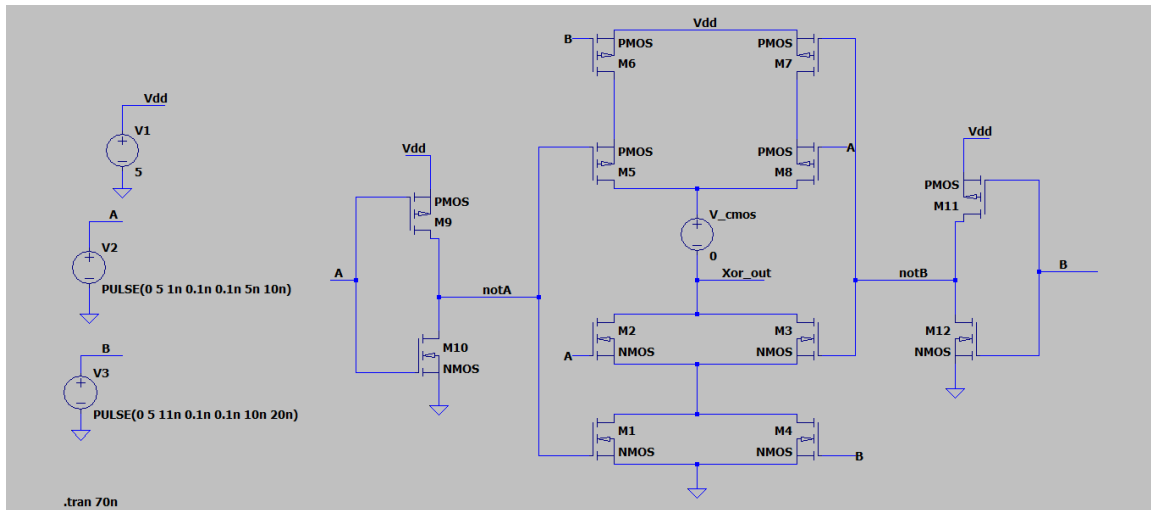 Vdd
B
PMOS
M6
PMOS
M7
Vdd
V1
5
Vdd
PMOS
M9
PMOS
M5
PMOS
M8
A
Vdd
PMOS
M11
A
V2
PULSE(0 5 1n 0.1n 0.1n 5n 10n)
V_cmos
0
A
notA
Xor_out
notB
B
B
V3
PULSE(0 5 11n 0.1n 0.1n 10n 20n)
M10
NMOS
M2
NMOS
A
M3
NMOS
M12
NMOS
M1
NMOS
M4
NMOS
B
.tran 70n